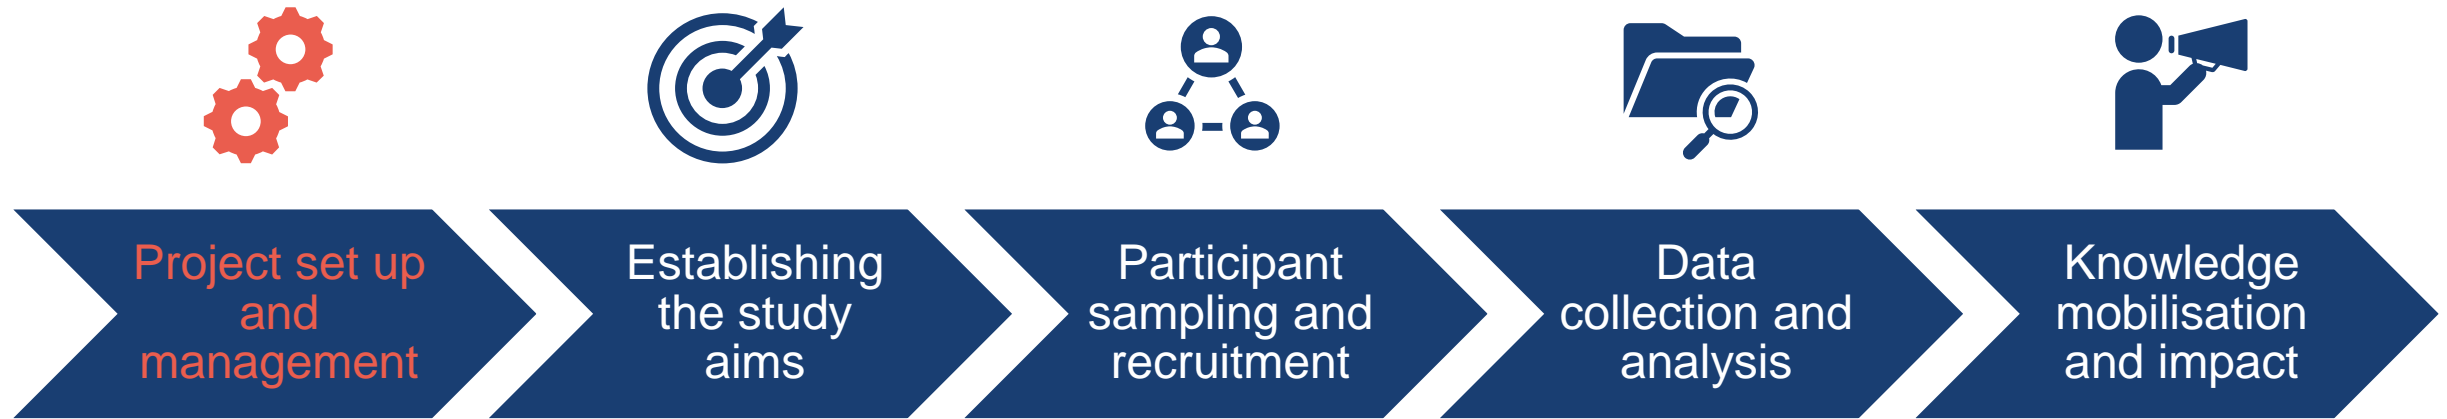 Project set up
and
management
Establishing
the study
aims
Participant
sampling and
recruitment
Data
collection and
analysis
Knowledge
mobilisation
and impact